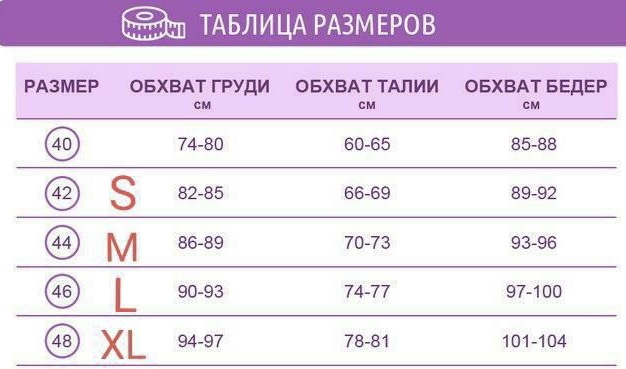 ТАБЛИЦА РАЗМЕРОВ
РАЗМЕР ОБХВАТ ГРУДИ ОБХВАТ ТАЛИИ ОБХВАТ БЕДЕР
см см см
40 74-80 60-65 85-88
42 S 82-85 66-69 89-92
44 M 86-89 70-73 93-96
46 L 90-93 74-77 97-100
48 XL 94-97 78-81 101-104